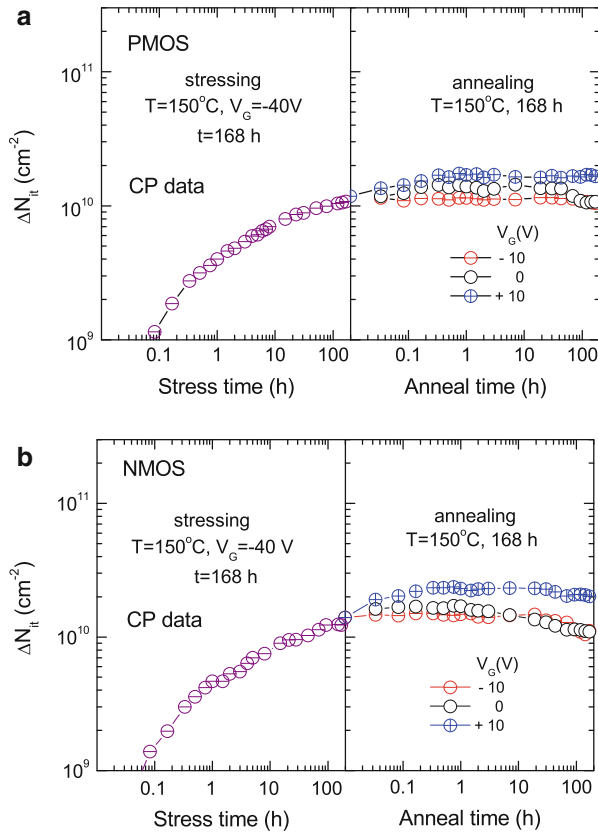 a
PMOS
stressing
T=150°C, V_G=-40V
t=168 h
CP data
annealing
T=150°C, 168 h
V_G(V)
- 10
0
+ 10
ΔN_it (cm^-2)
10^11
10^10
10^9
0.1 1 10 100
0.1 1 10 100
Stress time (h)
Anneal time (h)
b
NMOS
stressing
T=150°C, V_G=-40 V
t=168 h
CP data
annealing
T=150°C, 168 h
V_G(V)
- 10
0
+ 10
ΔN_it (cm^-2)
10^11
10^10
10^9
0.1 1 10 100
0.1 1 10 100
Stress time (h)
Anneal time (h)